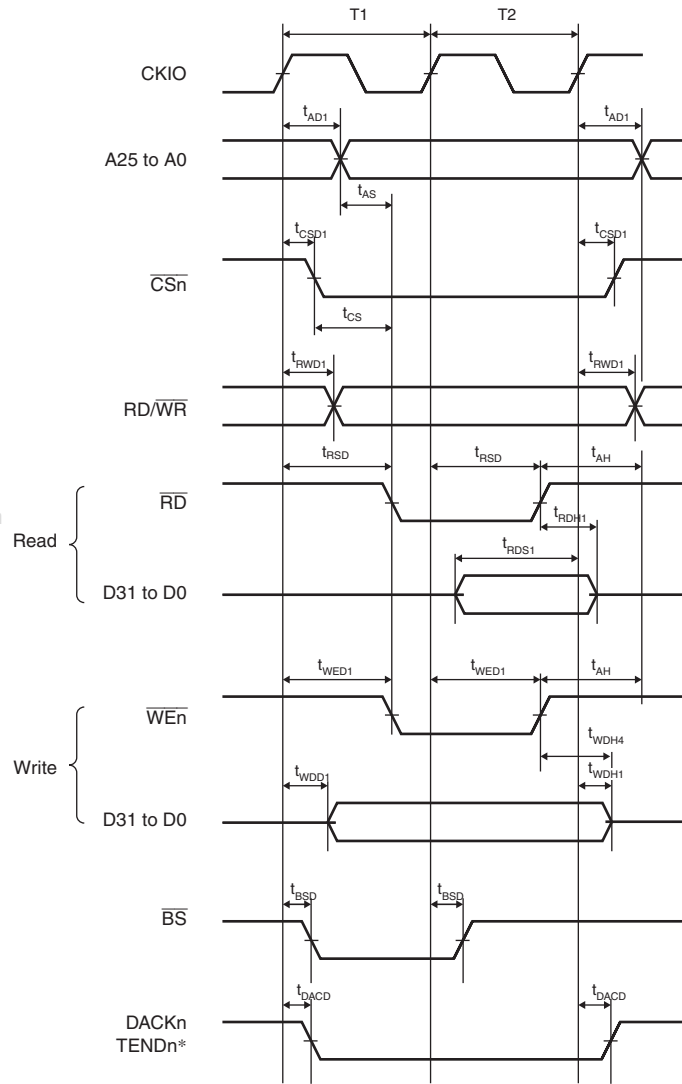 T1 T2
CKIO
tAD1 tAD1
A25 to A0
tAS
tCSD1 tCSD1
CSn
tCS
tRWD1 tRWD1
RD/WR
tRSD tRSD tAH
RD
tRDH1
Read
tRDS1
D31 to D0
tWED1 tWED1 tAH
WEn
tWDH4
Write
tWDD1 tWDH1
D31 to D0
tBSD tBSD
BS
tDACD tDACD
DACKn
TENDn*